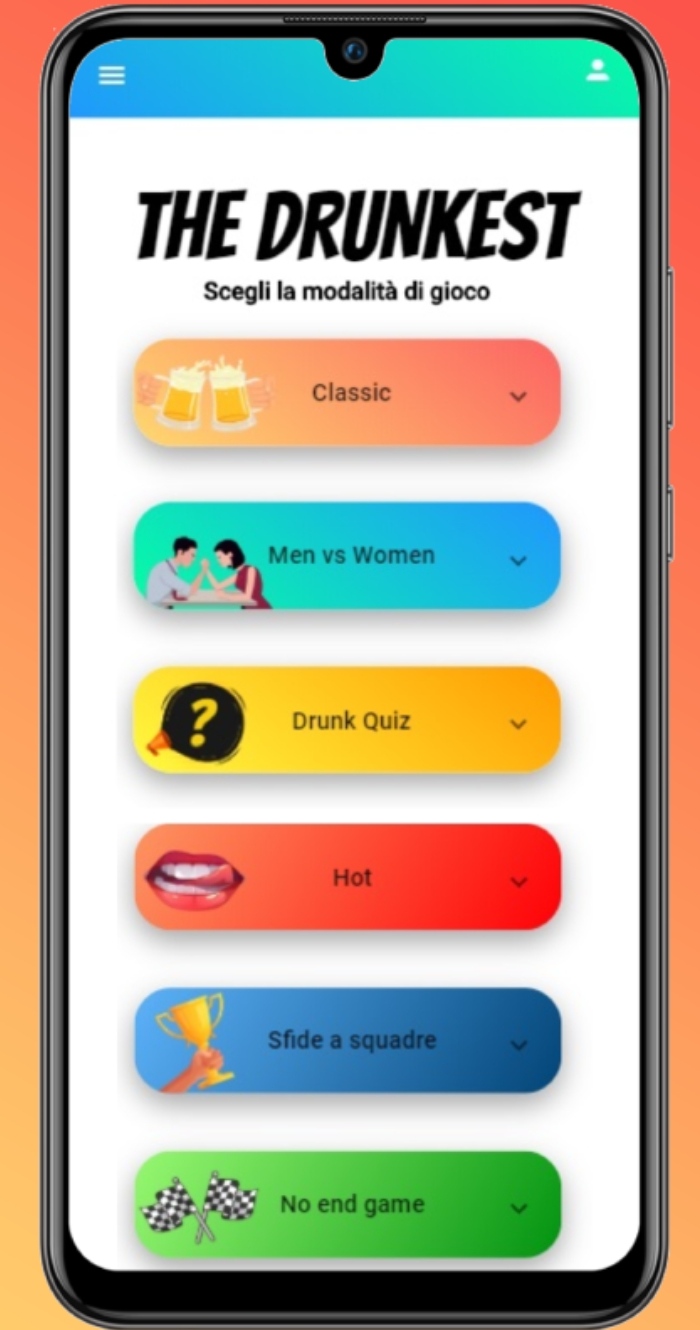 THE DRUNKEST
Scegli la modalità di gioco
Classic
Men vs Women
?
Drunk Quiz
Hot
Sfide a squadre
No end game